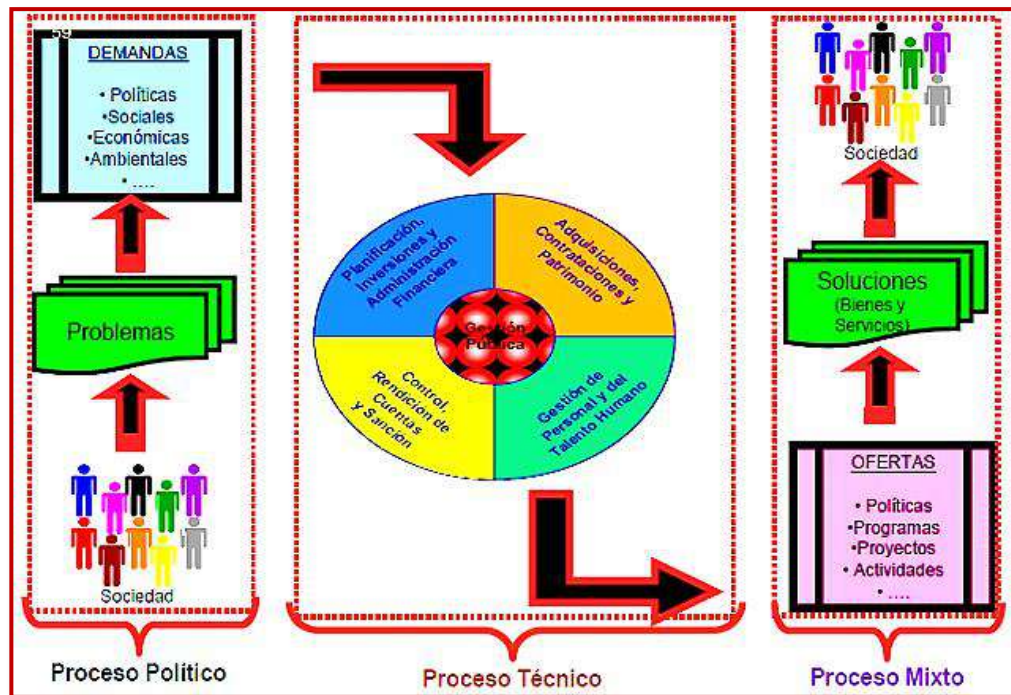 59
DEMANDAS
• Políticas
•Sociales
•Económicas
•Ambientales
• ....
Problemas
Sociedad
Proceso Político
Planificación,
Inversiones y
Administración
Financiera
Adquisiciones,
Contrataciones y
Patrimonio
Gestión
Pública
Control,
Rendicion de
Cuentas
y Sanción
Gestión de
Personal y del
Talento Humano
Proceso Técnico
Sociedad
Soluciones
(Bienes y
Servicios)
OFERTAS
• Políticas
•Programas
•Proyectos
• Actividades
• ....
Proceso Mixto